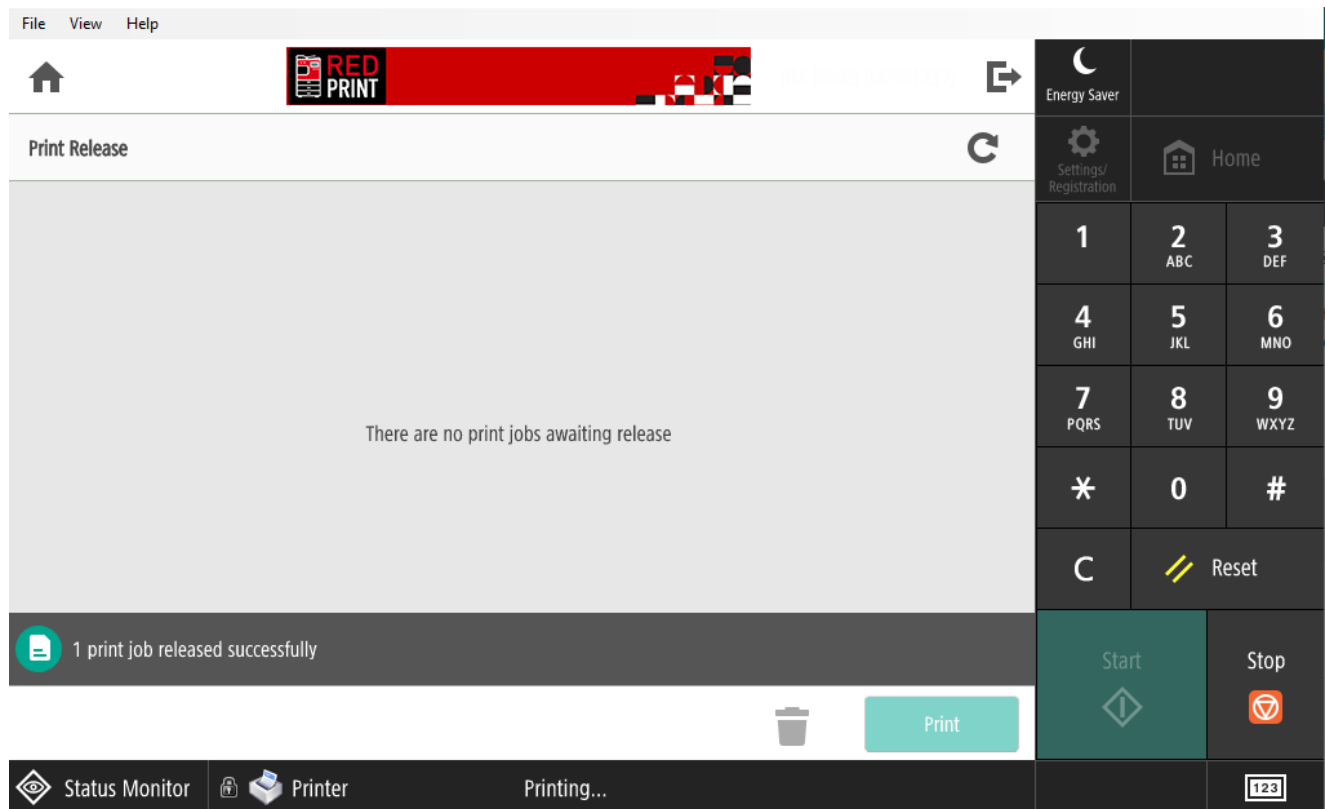 File View Help
RED
PRINT
Energy Saver
Print Release
Settings/
Registration
Home
1
2
ABC
3
DEF
4
GHI
5
JKL
6
MNO
7
PQRS
8
TUV
9
WXYZ
There are no print jobs awaiting release
* 0 #
C
Reset
1 print job released successfully
Start
Stop
Print
Status Monitor
Printer
Printing...
123